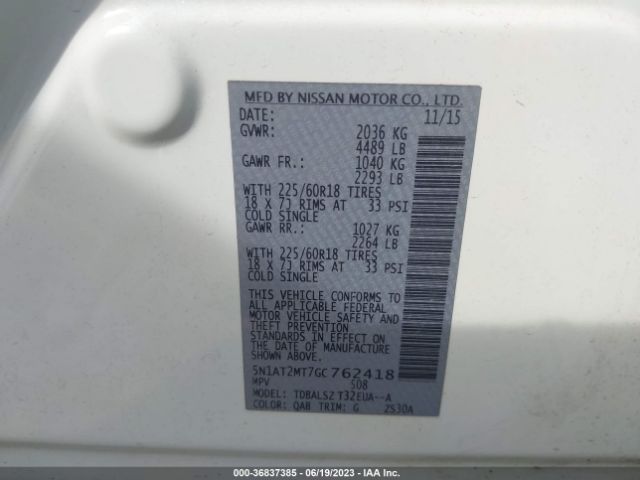 MFD BY NISSAN MOTOR CO., LTD.
DATE: 11/15
GVWR: 2036 KG
4489 LB
GAWR FR.: 1040 KG
2293 LB
WITH 225/60R18 TIRES
18 X 7J RIMS AT 33 PSI
COLD SINGLE
GAWR RR.: 1027 KG
2264 LB
WITH 225/60R18 TIRES
18 X 7J RIMS AT 33 PSI
COLD SINGLE
THIS VEHICLE CONFORMS TO
ALL APPLICABLE FEDERAL
MOTOR VEHICLE SAFETY AND
THEFT PREVENTION
STANDARDS IN EFFECT ON
THE DATE OF MANUFACTURE
SHOWN ABOVE.
5N1AT2MT7GC762418
MPV S08
MODEL: TDBALSZ T32EUA--A
COLOR: QAB TRIM: G 2S30A
000-36837385 - 06/19/2023 - IAA Inc.